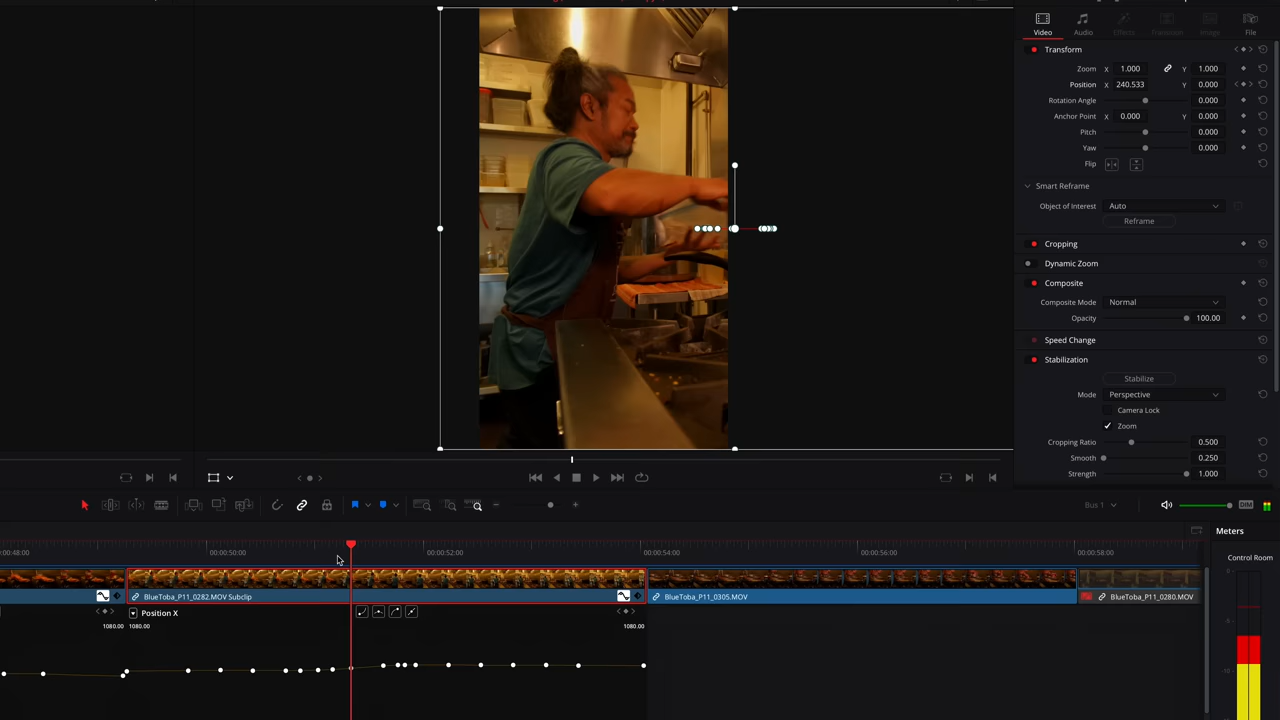 Video Audio Effects Transition Image File
Transform
Zoom X 1.000 Y 1.000
Position X 240.533 Y 0.000
Rotation Angle 0.000
Anchor Point X 0.000 Y 0.000
Pitch 0.000
Yaw 0.000
Flip
Smart Reframe
Object of Interest Auto
Reframe
Cropping
Dynamic Zoom
Composite
Composite Mode Normal
Opacity 100.00
Speed Change
Stabilization
Stabilize
Mode Perspective
Camera Lock
Zoom
Cropping Ratio 0.500
Smooth 0.250
Strength 1.000
Bus 1 DIM
Meters
:00:48:00 00:00:50:00 00:00:52:00 00:00:54:00 00:00:56:00 00:00:58:00
Control Room
BlueToba_P11_0282.MOV Subclip BlueToba_P11_0305.MOV BlueToba_P11_0280.MOV
Position X
1080.00 1080.00 1080.00
0
-5
-10